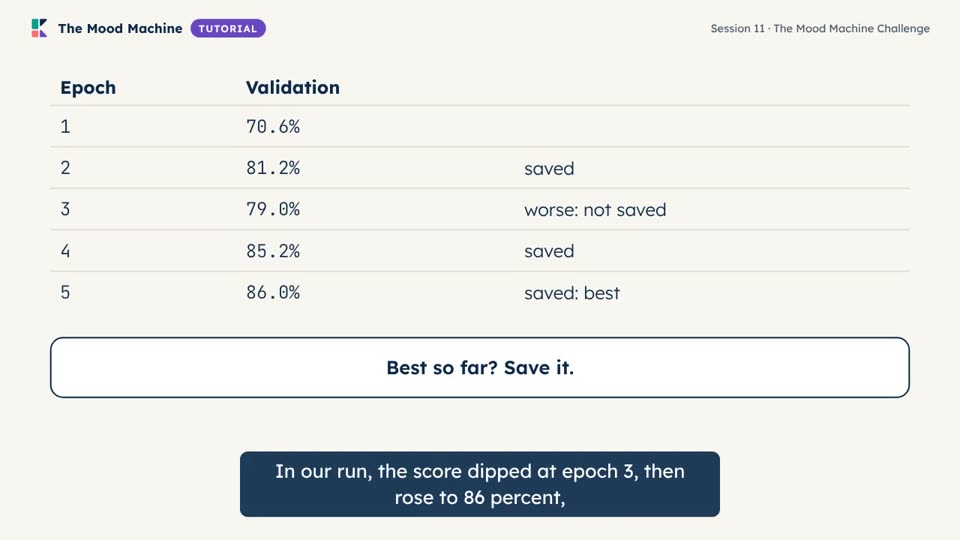 The Mood Machine TUTORIAL
Session 11 · The Mood Machine Challenge
Epoch Validation
1 70.6%
2 81.2% saved
3 79.0% worse: not saved
4 85.2% saved
5 86.0% saved: best
Best so far? Save it.
In our run, the score dipped at epoch 3, then
rose to 86 percent,